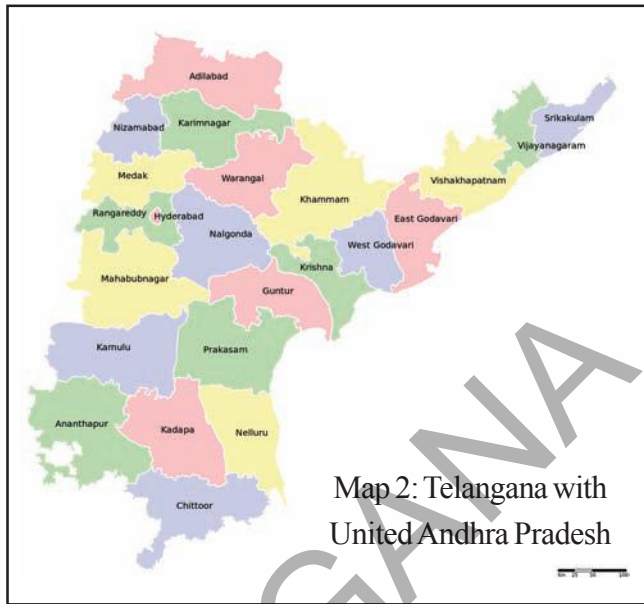 Adilabad
Nizamabad
Karimnagar
Srikakulam
Vijayanagaram
Medak
Warangal
Vishakhapatnam
Khammam
Rangareddy
Hyderabad
East Godavari
Nalgonda
West Godavari
Krishna
Mahabubnagar
Guntur
Kamulu
Prakasam
Ananthapur
Kadapa
Nelluru
Chittoor
Map 2: Telangana with
United Andhra Pradesh
GANA